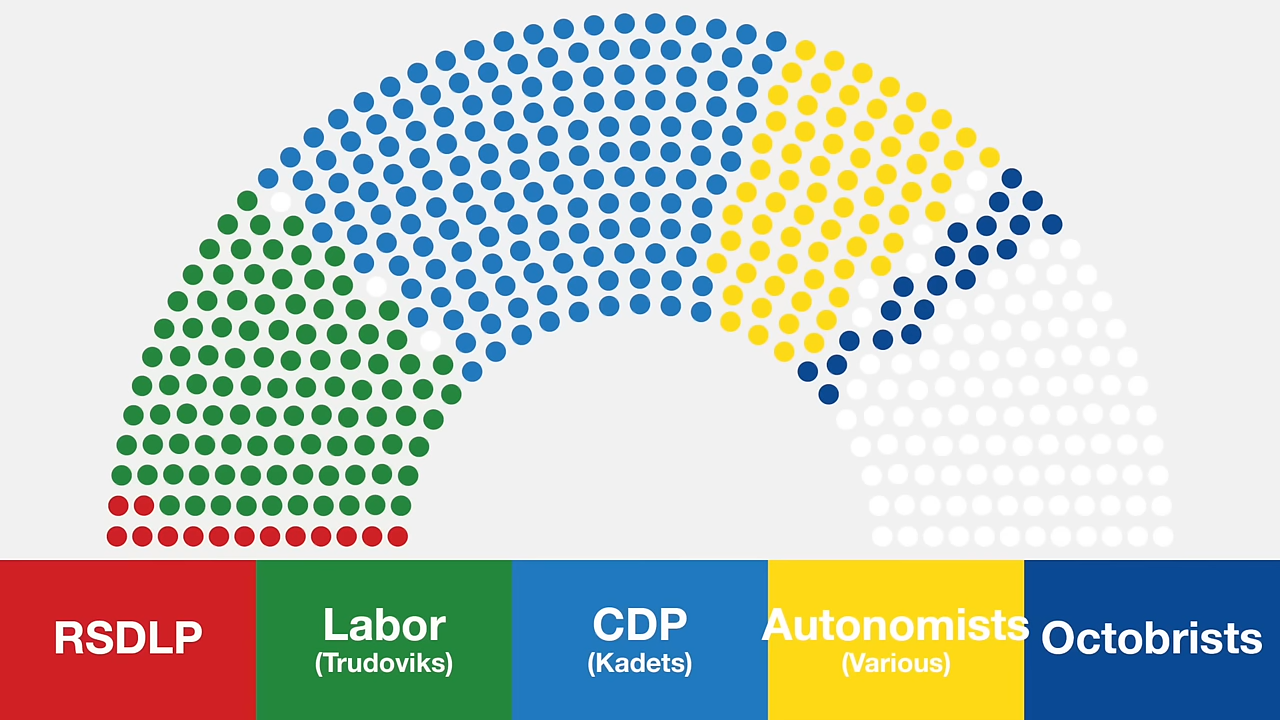 RSDLP
Labor
(Trudoviks)
CDP
(Kadets)
Autonomists
(Various)
Octobrists